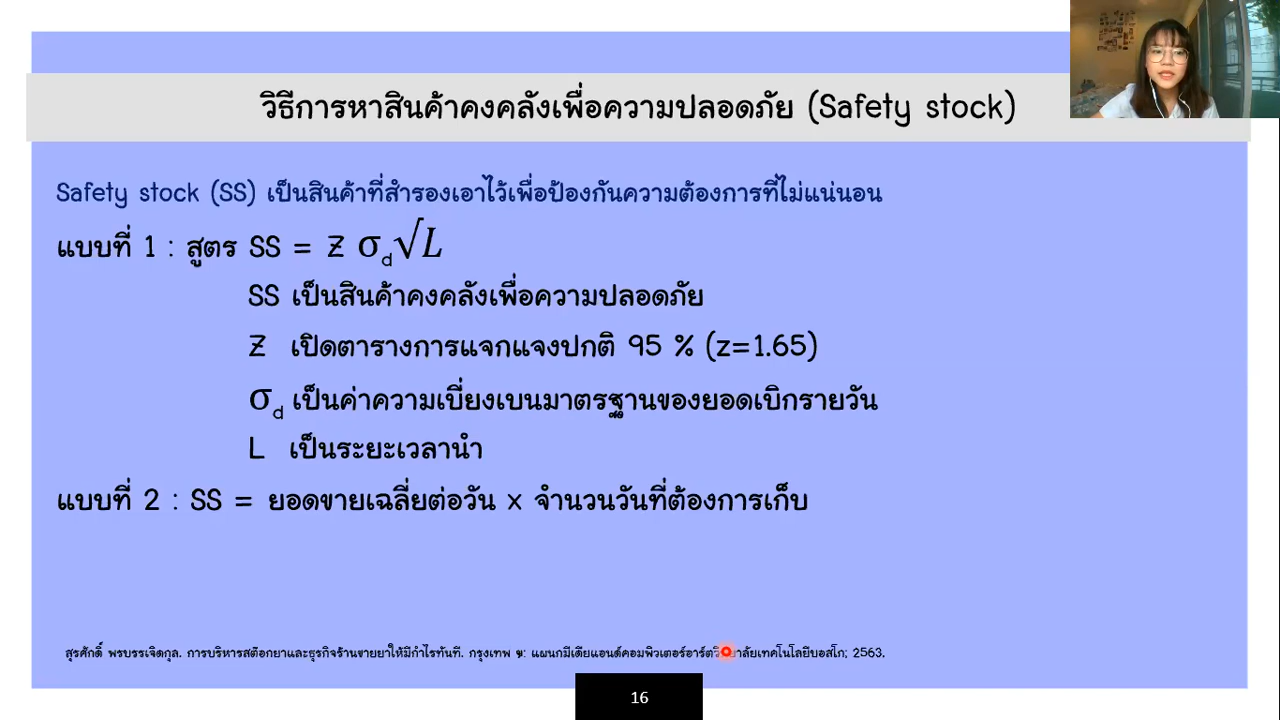 วิธีการหาสินค้าคงคลังเพื่อความปลอดภัย (Safety stock)
Safety stock (SS) เป็นสินค้าที่สำรองเอาไว้เพื่อป้องกันความต้องการที่ไม่แน่นอน
แบบที่ 1 : สูตร SS = Z σd√L
SS เป็นสินค้าคงคลังเพื่อความปลอดภัย
Z เปิดตารางการแจกแจงปกติ 95 % (z=1.65)
σd เป็นค่าความเบี่ยงเบนมาตรฐานของยอดเบิกรายวัน
L เป็นระยะเวลานำ
แบบที่ 2 : SS = ยอดขายเฉลี่ยต่อวัน x จำนวนวันที่ต้องการเก็บ
สุรศักดิ์ พรบรรเจิดกุล. การบริหารสต๊อกยาและธุรกิจร้านขายยาให้มีกำไรทันที. กรุงเทพ ฯ: แผนกมีเดียแอนด์คอมพิวเตอร์อาร์ต 2563.
16